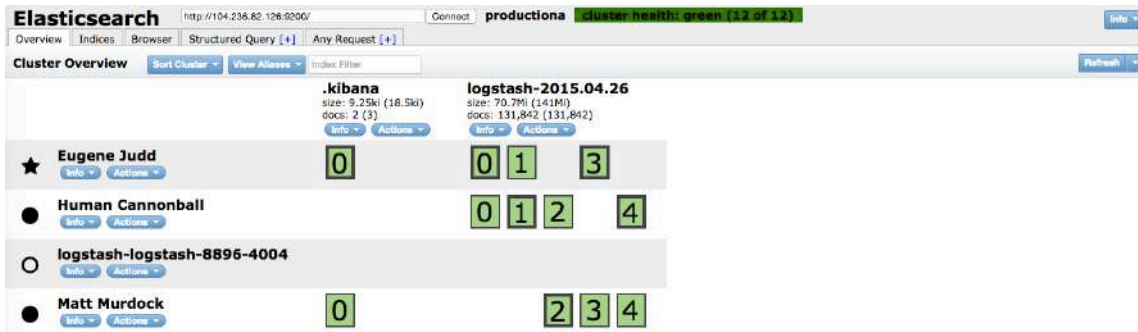 Elasticsearch http://104.236.82.126:9200/ Connect productiona cluster health: green (12 of 12) Info
Overview Indices Browser Structured Query [+] Any Request [+]
Cluster Overview Sort Cluster View Aliases Index Filter Refresh
.kibana logstash-2015.04.26
size: 9.25ki (18.5ki) size: 70.7Mi (141Mi)
docs: 2 (3) docs: 131,842 (131,842)
Info Actions Info Actions
Eugene Judd 0 0 1 3
Info Actions
Human Cannonball 0 1 2 4
Info Actions
logstash-logstash-8896-4004
Info Actions
Matt Murdock 0 2 3 4
Info Actions